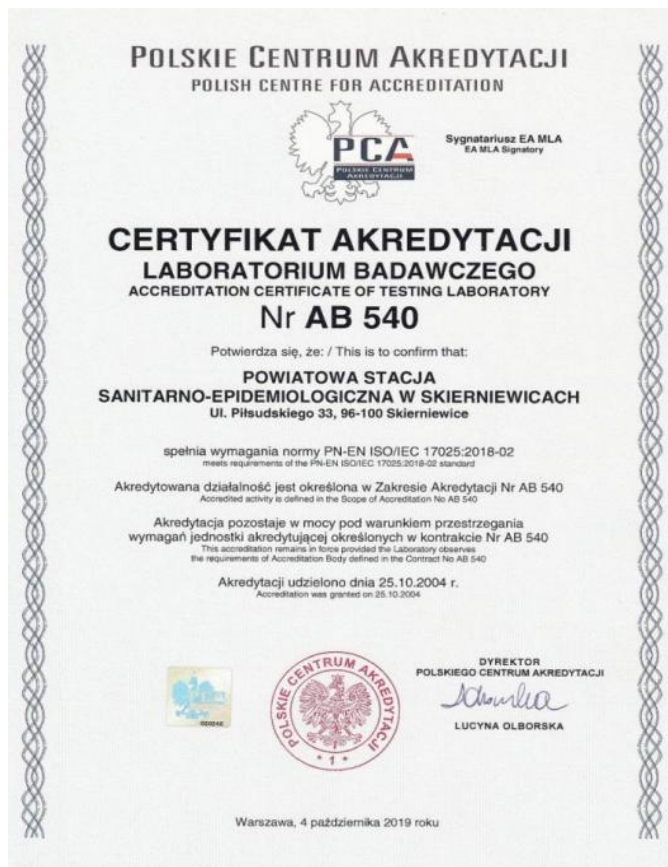 POLSKIE CENTRUM AKREDYTACJI
POLISH CENTRE FOR ACCREDITATION
PCA
POLSKIE CENTRUM
AKREDYTACJI
Sygnatariusz EA MLA
EA MLA Signatory
CERTYFIKAT AKREDYTACJI
LABORATORIUM BADAWCZEGO
ACCREDITATION CERTIFICATE OF TESTING LABORATORY
Nr AB 540
Potwierdza się, że: / This is to confirm that:
POWIATOWA STACJA
SANITARNO-EPIDEMIOLOGICZNA W SKIERNIEWICACH
Ul. Piłsudskiego 33, 96-100 Skierniewice
spełnia wymagania normy PN-EN ISO/IEC 17025:2018-02
meets requirements of the PN-EN ISO/IEC 17025:2018-02 standard
Akredytowana działalność jest określona w Zakresie Akredytacji Nr AB 540
Accredited activity is defined in the Scope of Accreditation No AB 540
Akredytacja pozostaje w mocy pod warunkiem przestrzegania
wymagań jednostki akredytującej określonych w kontrakcie Nr AB 540
This accreditation remains in force provided the Laboratory observes
the requirements of Accreditation Body defined in the Contract No AB 540
Akredytacji udzielono dnia 25.10.2004 r.
Accreditation was granted on 25.10.2004
POLSKIE CENTRUM AKREDYTACJI
* 1 *
DYREKTOR
POLSKIEGO CENTRUM AKREDYTACJI
LUCYNA OLBORSKA
Warszawa, 4 października 2019 roku